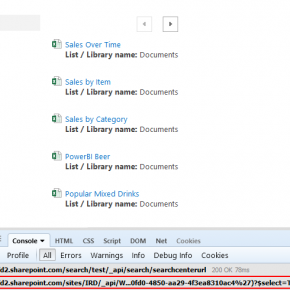 Sales Over Time
List / Library name: Documents
Sales by Item
List / Library name: Documents
Sales by Category
List / Library name: Documents
PowerBI Beer
List / Library name: Documents
Popular Mixed Drinks
List / Library name: Documents
Console HTML CSS Script DOM Net Cookies
Profile All Errors Warnings Info Debug Info Cookies
d2.sharepoint.com/search/test/_api/search/searchcenterurl 200 OK 78ms
d2.sharepoint.com/sites/IRD/_api/W...0fd0-4850-aa29-4f3ea8310ac4%27)?$select=T